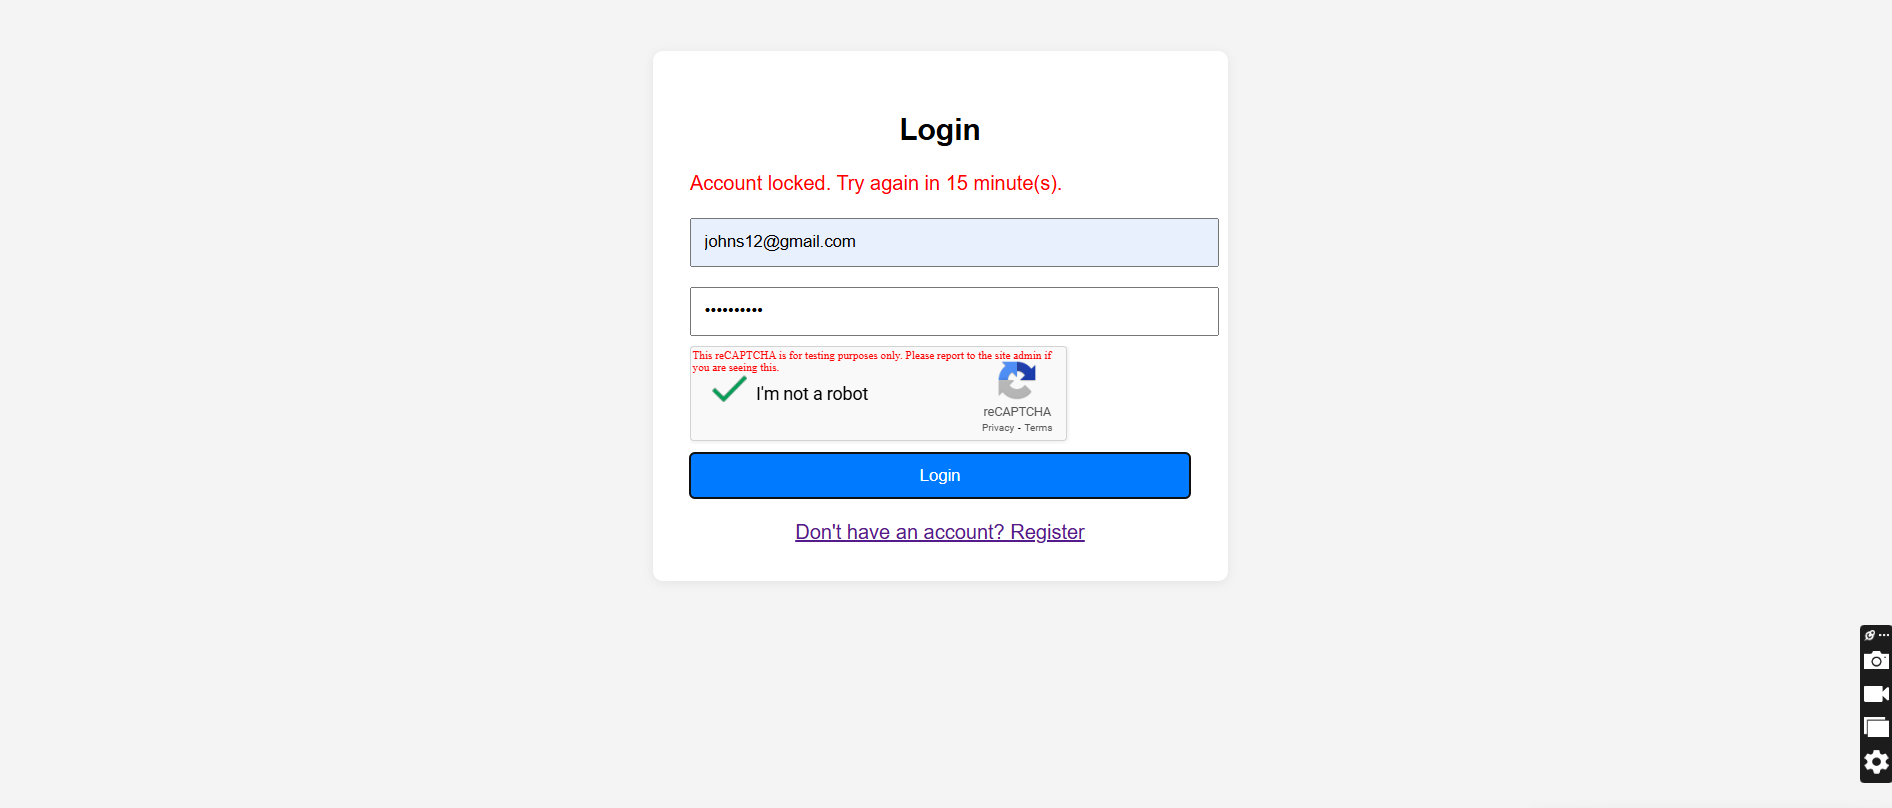 Login
Account locked. Try again in 15 minute(s).
johns12@gmail.com
••••••••••
This reCAPTCHA is for testing purposes only. Please report to the site admin if
you are seeing this.
I'm not a robot
reCAPTCHA
Privacy - Terms
Login
Don't have an account? Register